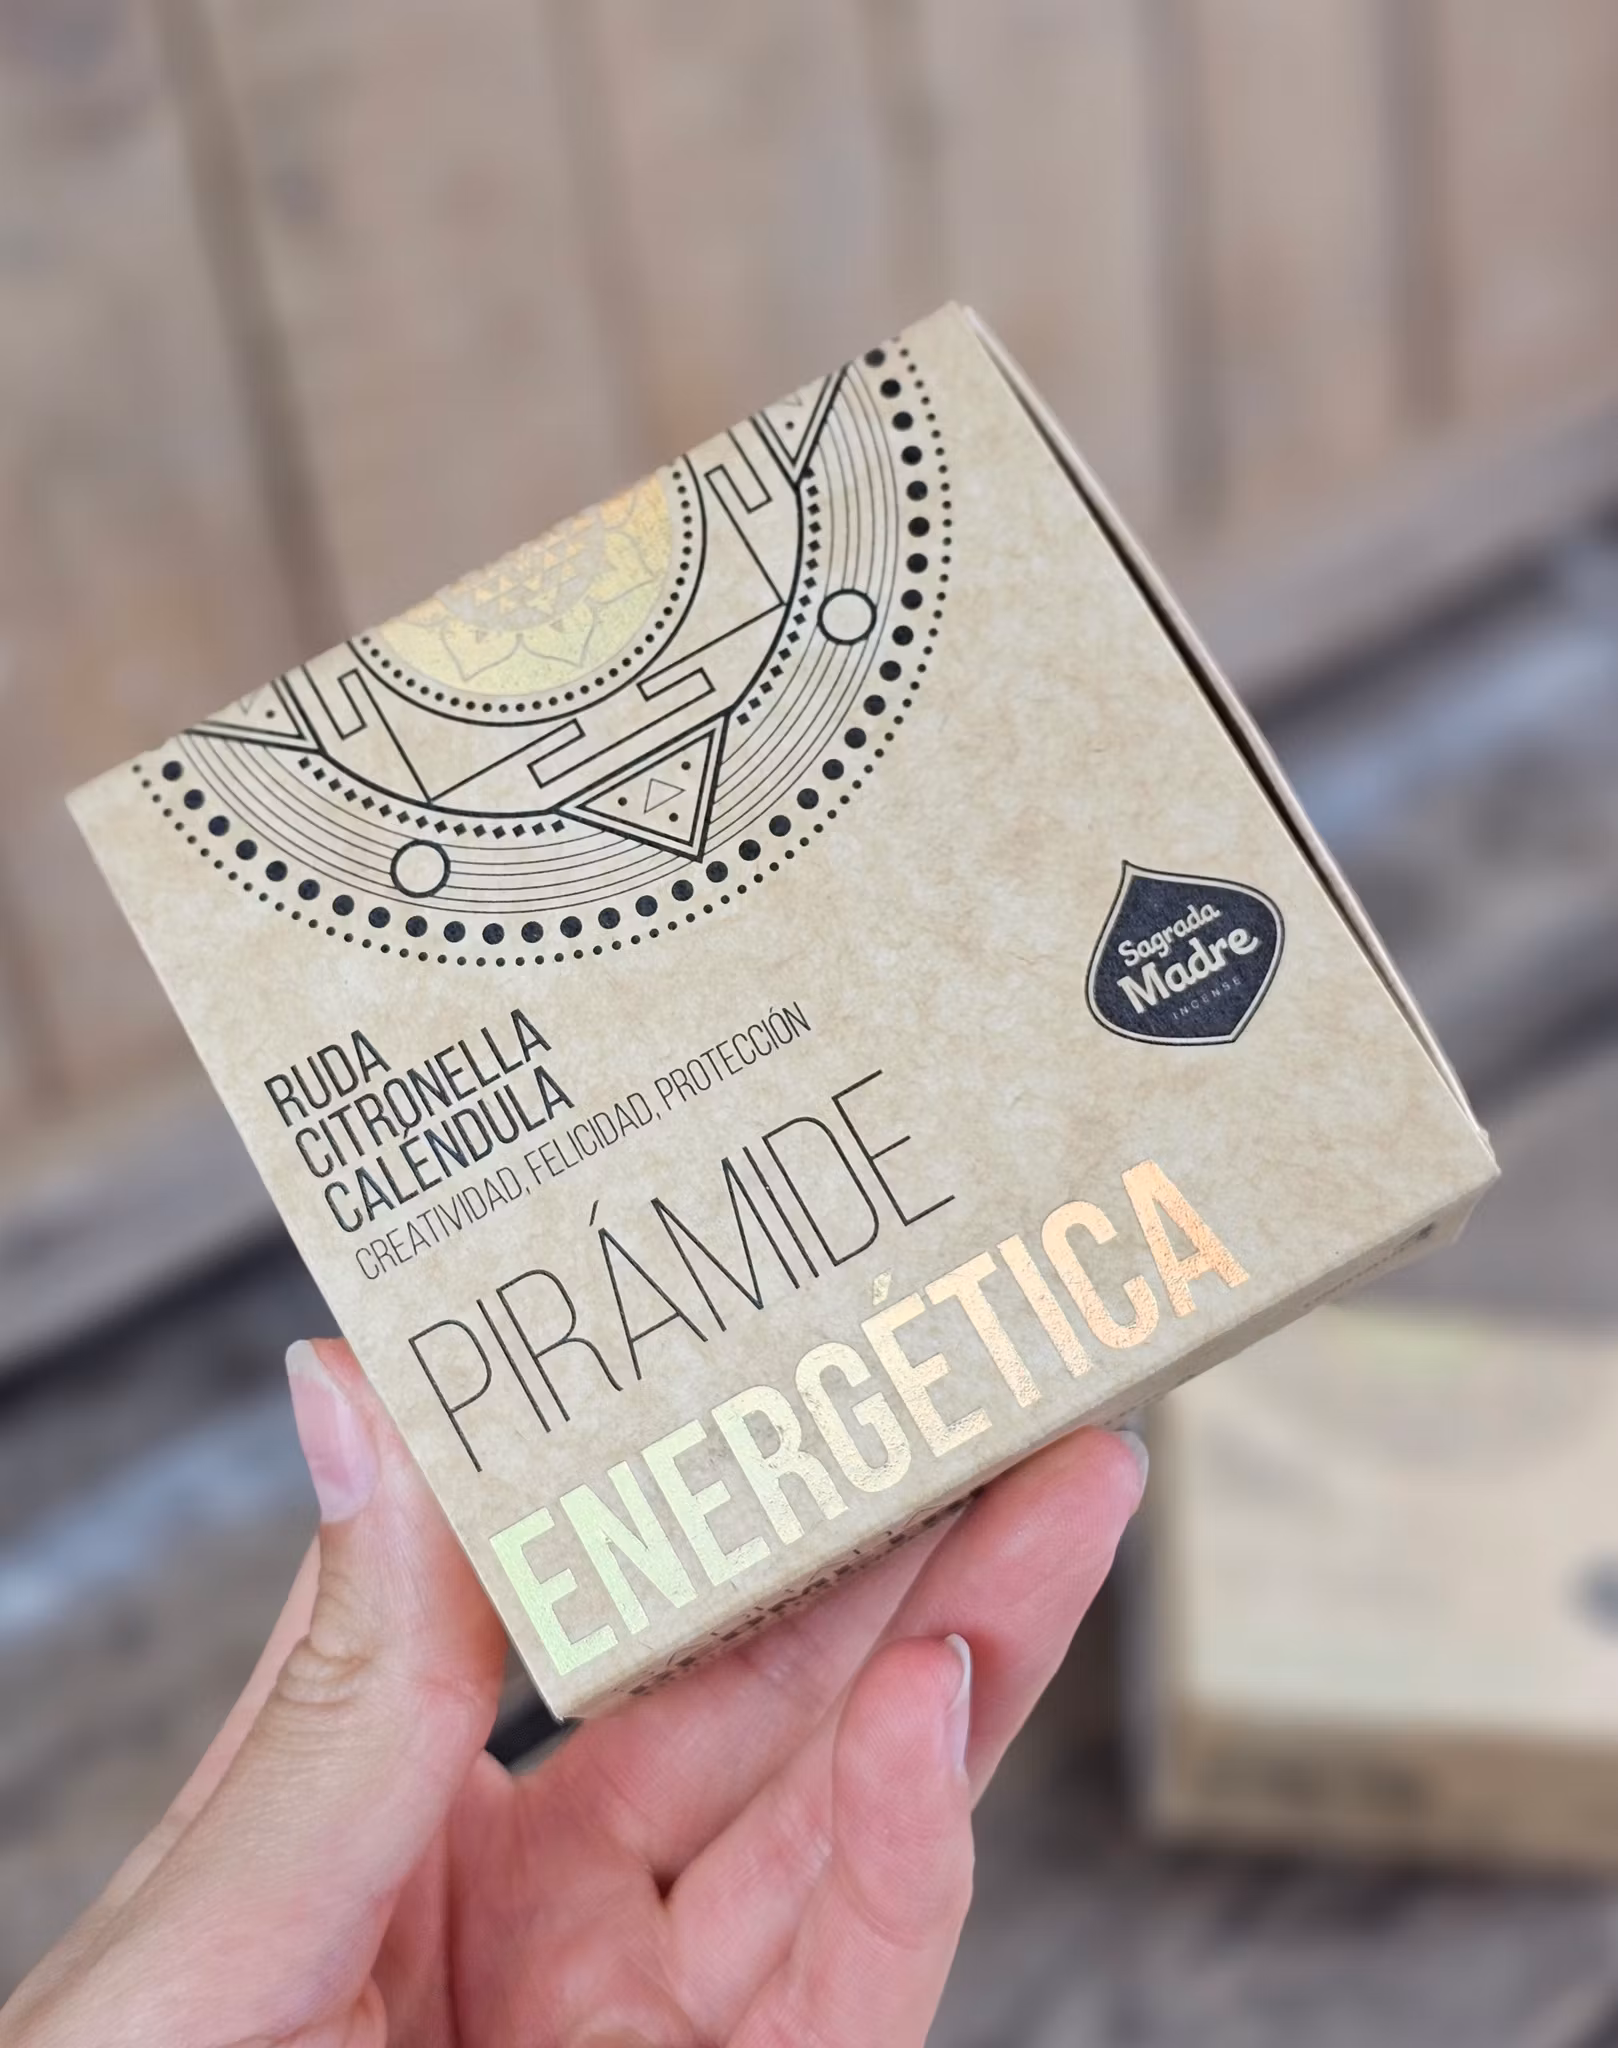 Sagrada
Madre
INCENSE
RUDA
CITRONELLA
CALÉNDULA
CREATIVIDAD, FELICIDAD, PROTECCIÓN
PIRÁMIDE
ENERGÉTICA